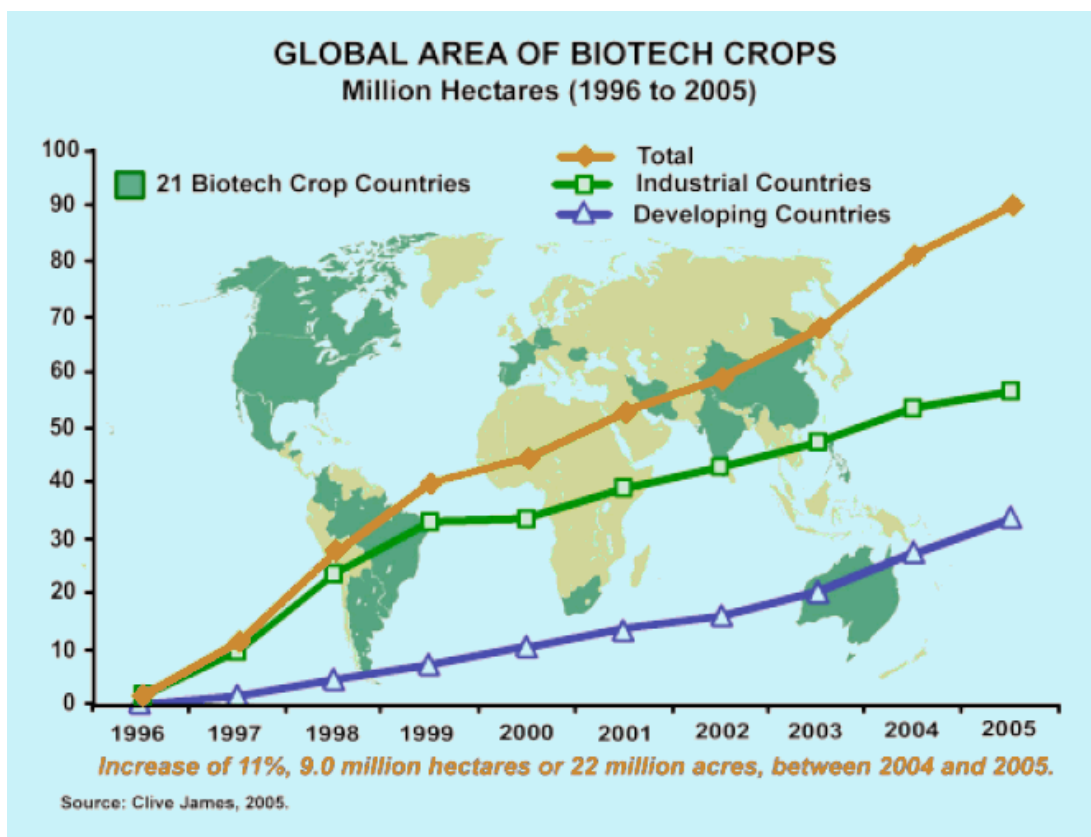 GLOBAL AREA OF BIOTECH CROPS
Million Hectares (1996 to 2005)
100
90
80
70
60
50
40
30
20
10
0
21 Biotech Crop Countries
Total
Industrial Countries
Developing Countries
1996 1997 1998 1999 2000 2001 2002 2003 2004 2005
Increase of 11%, 9.0 million hectares or 22 million acres, between 2004 and 2005.
Source: Clive James, 2005.